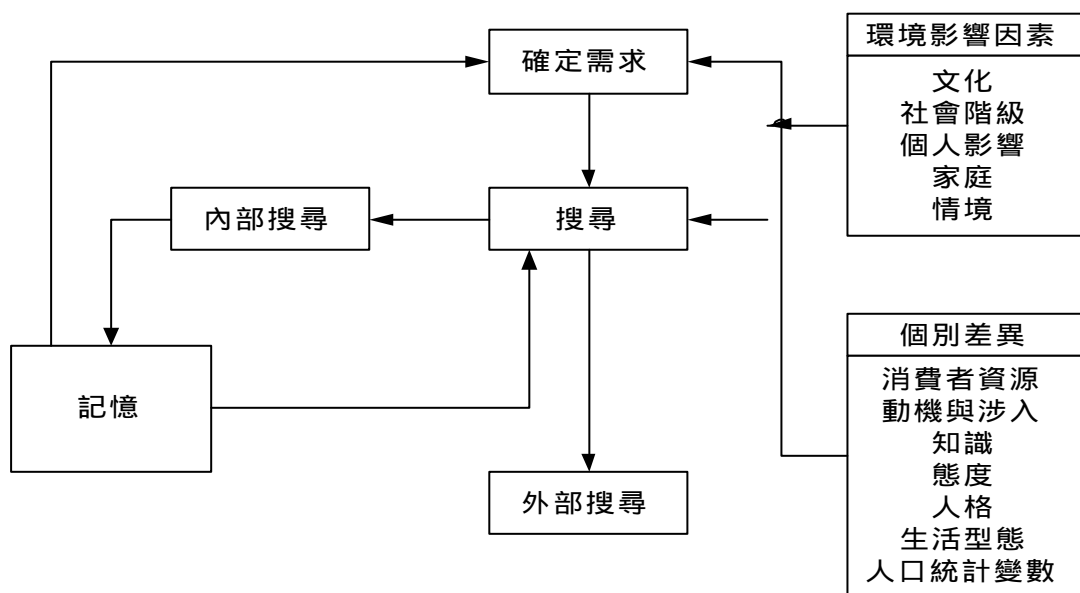 確定需求
內部搜尋
搜尋
記憶
外部搜尋
環境影響因素
文化
社會階級
個人影響
家庭
情境
個別差異
消費者資源
動機與涉入
知識
態度
人格
生活型態
人口統計變數